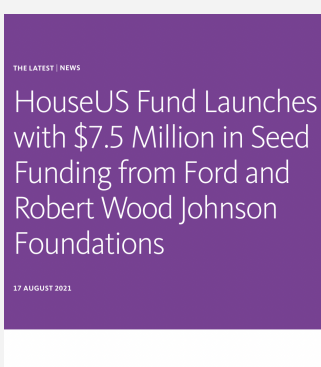 THE LATEST | NEWS
HouseUS Fund Launches
with $7.5 Million in Seed
Funding from Ford and
Robert Wood Johnson
Foundations
17 AUGUST 2021